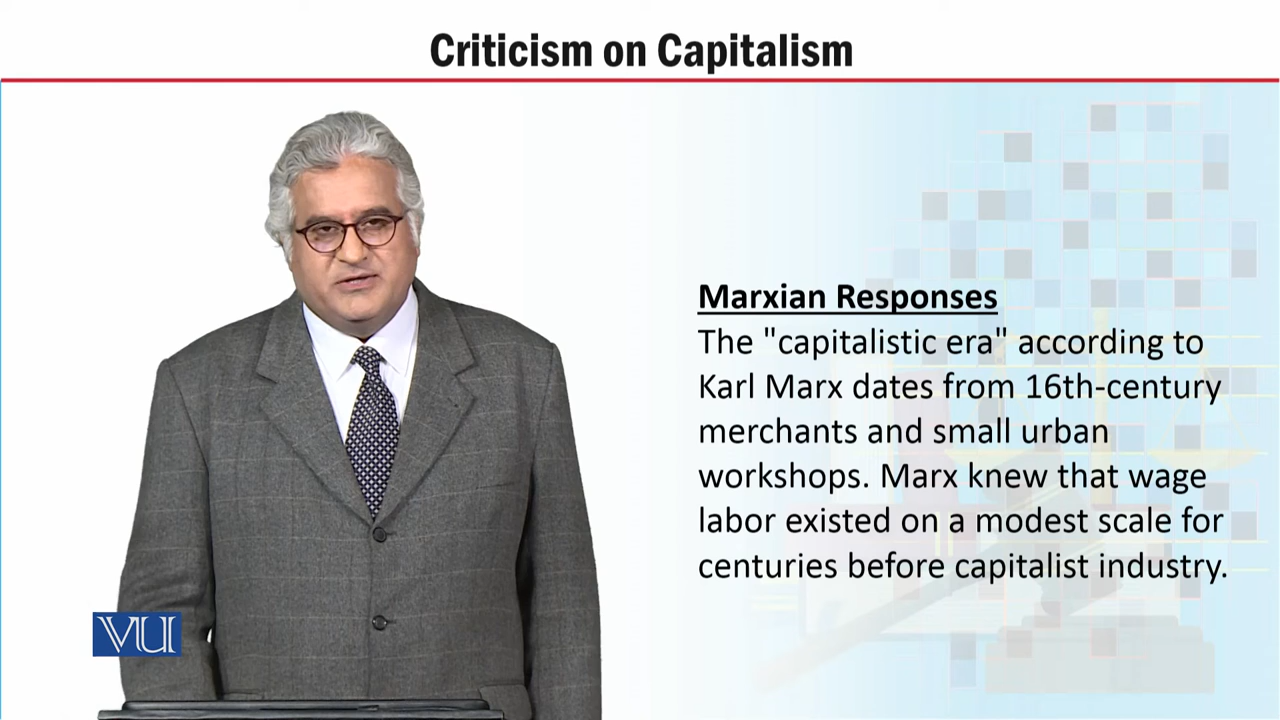 Criticism on Capitalism
Marxian Responses
The "capitalistic era" according to
Karl Marx dates from 16th-century
merchants and small urban
workshops. Marx knew that wage
labor existed on a modest scale for
centuries before capitalist industry.
VU